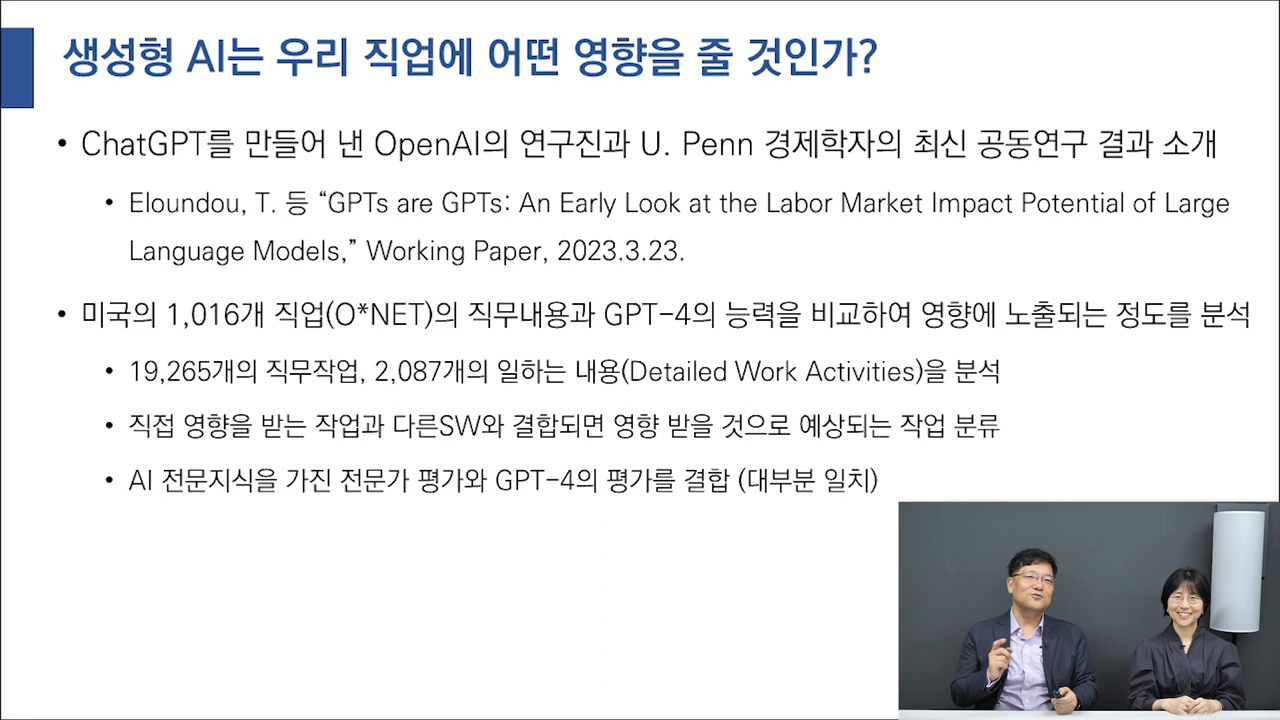 생성형 AI는 우리 직업에 어떤 영향을 줄 것인가?
• ChatGPT를 만들어 낸 OpenAI의 연구진과 U. Penn 경제학자의 최신 공동연구 결과 소개
• Eloundou, T. 등 “GPTs are GPTs: An Early Look at the Labor Market Impact Potential of Large
Language Models,” Working Paper, 2023.3.23.
• 미국의 1,016개 직업(O*NET)의 직무내용과 GPT-4의 능력을 비교하여 영향에 노출되는 정도를 분석
• 19,265개의 직무작업, 2,087개의 일하는 내용(Detailed Work Activities)을 분석
• 직접 영향을 받는 작업과 다른SW와 결합되면 영향 받을 것으로 예상되는 작업 분류
• AI 전문지식을 가진 전문가 평가와 GPT-4의 평가를 결합 (대부분 일치)